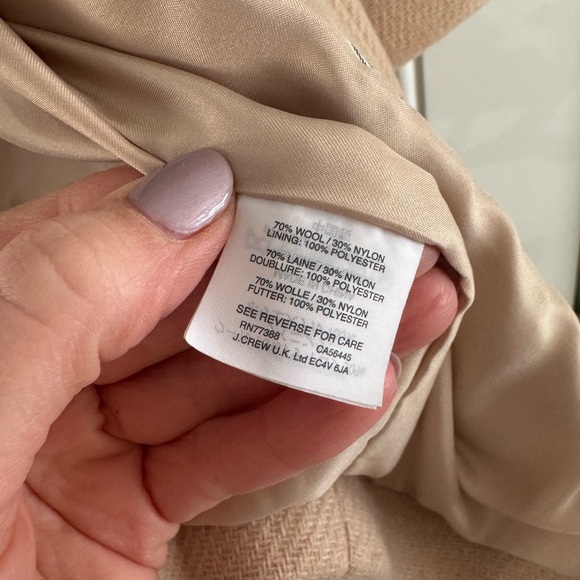 70% WOOL / 30% NYLON
LINING: 100% POLYESTER
70% LAINE / 30% NYLON
DOUBLURE: 100% POLYESTER
70% WOLLE / 30% NYLON
FUTTER: 100% POLYESTER
SEE REVERSE FOR CARE
RN77388 CA56445
J.CREW U.K. Ltd EC4V 6JA